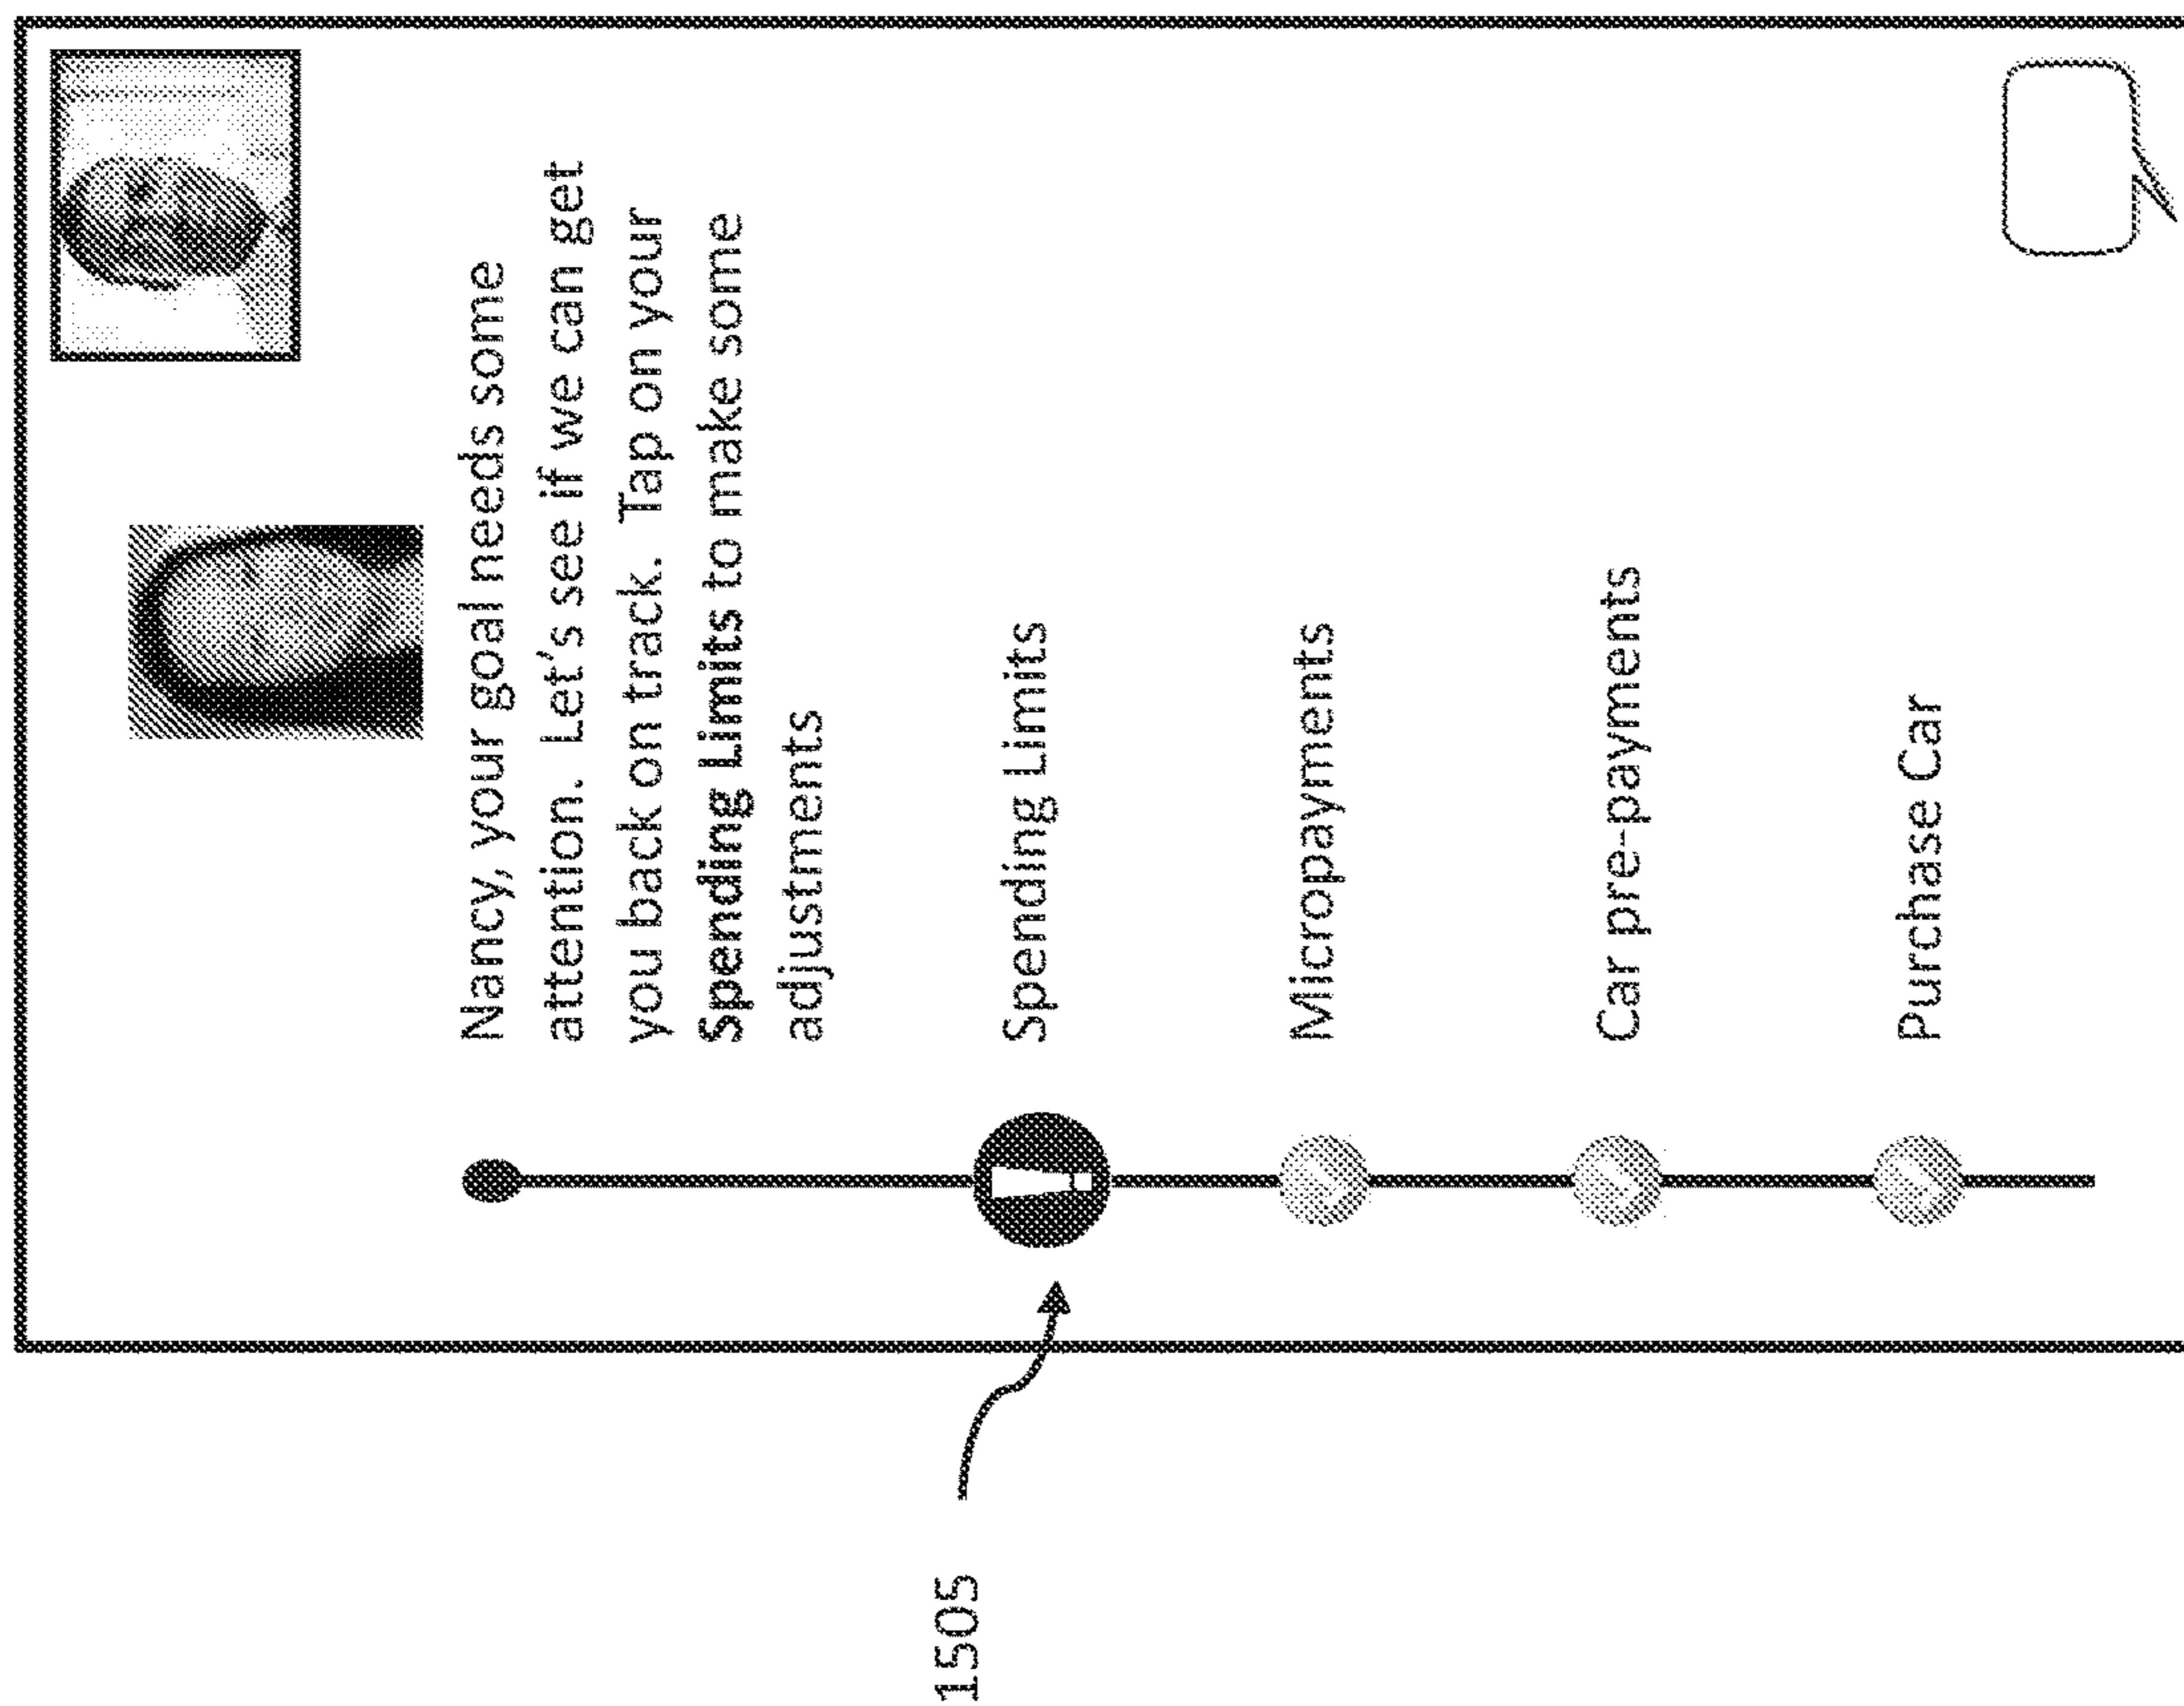 Nancy, your goal needs some
attention. Let's see if we can get
you back on track. Tap on your
Spending Limits to make some
adjustments
Spending Limits
Micropayments
Car pre-payments
Purchase Car
1505